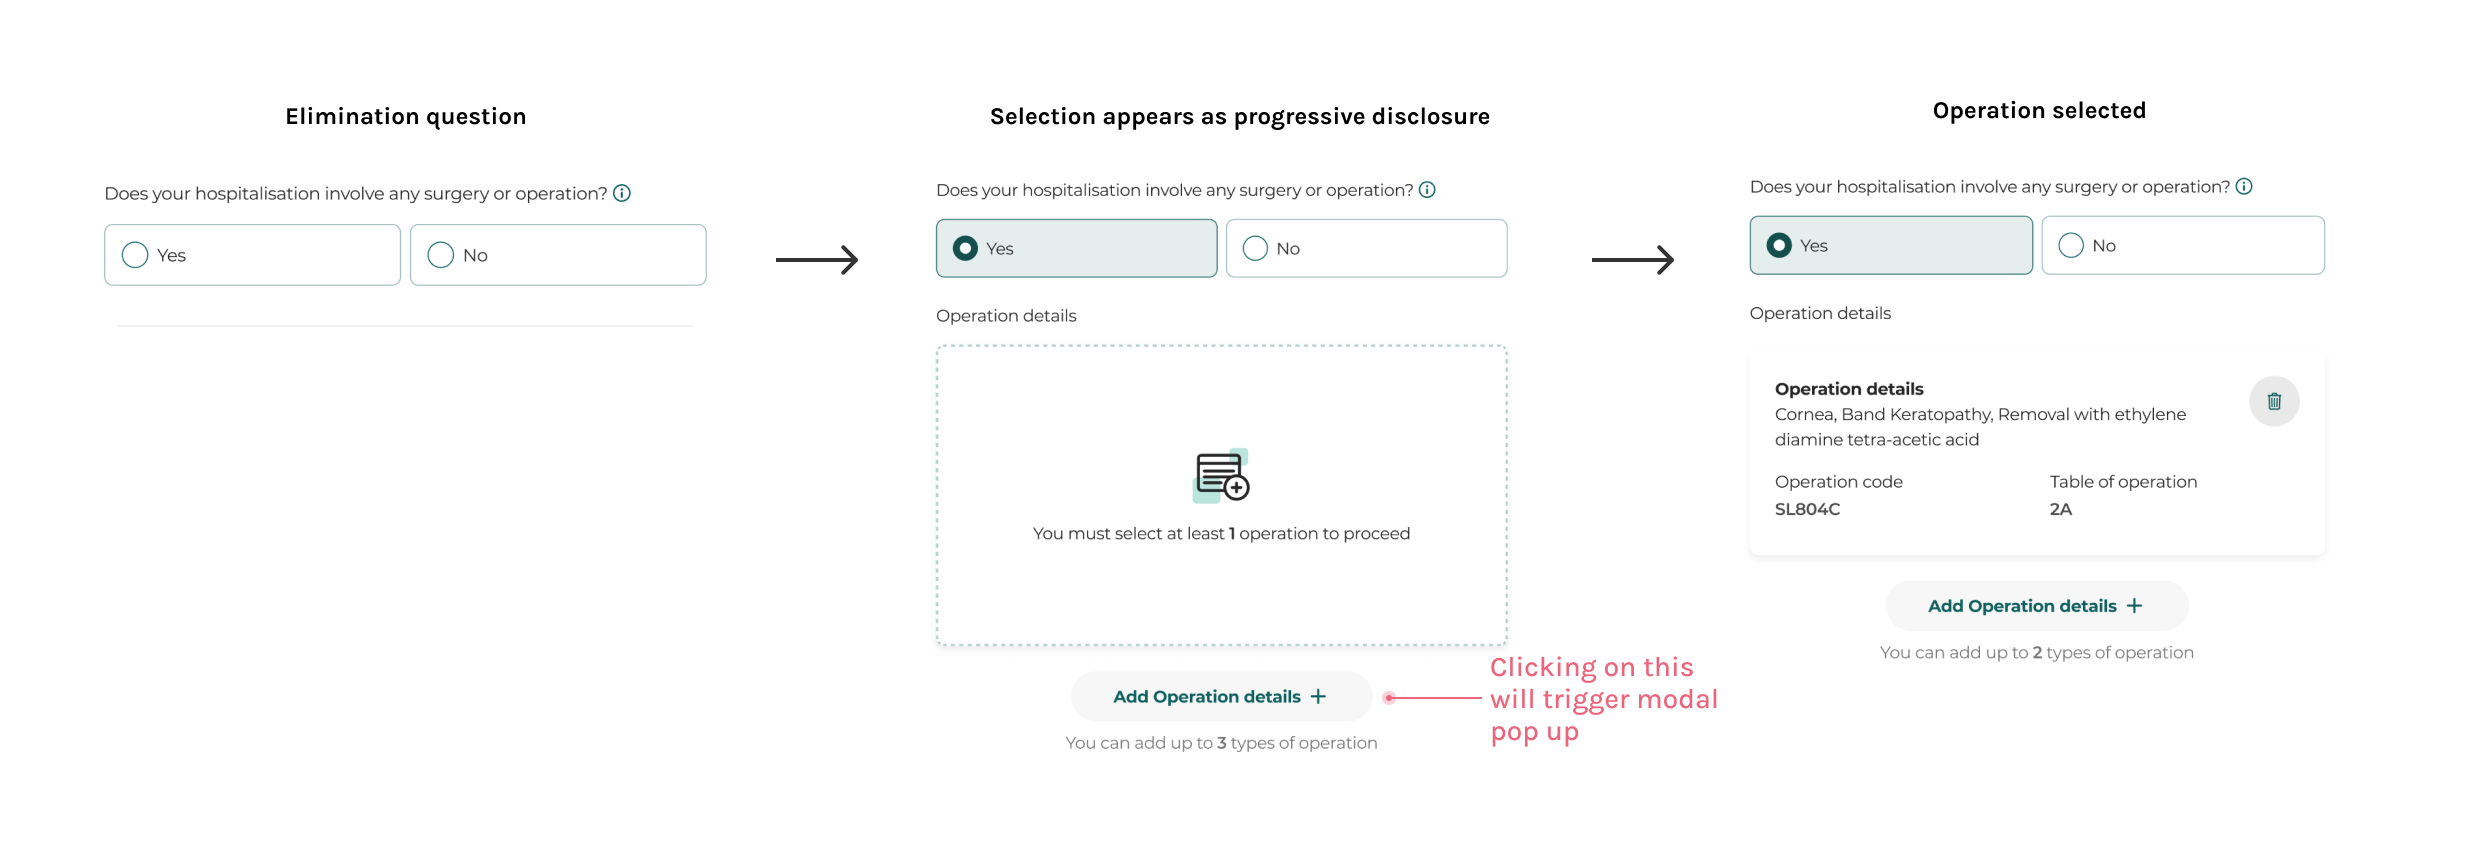 Elimination question
Does your hospitalisation involve any surgery or operation?
Yes
No
Selection appears as progressive disclosure
Does your hospitalisation involve any surgery or operation?
Yes
No
Operation details
You must select at least 1 operation to proceed
Add Operation details +
You can add up to 3 types of operation
Clicking on this
will trigger modal
pop up
Operation selected
Does your hospitalisation involve any surgery or operation?
Yes
No
Operation details
Operation details
Cornea, Band Keratopathy, Removal with ethylene
diamine tetra-acetic acid
Operation code
Table of operation
SL804C
2A
Add Operation details +
You can add up to 2 types of operation